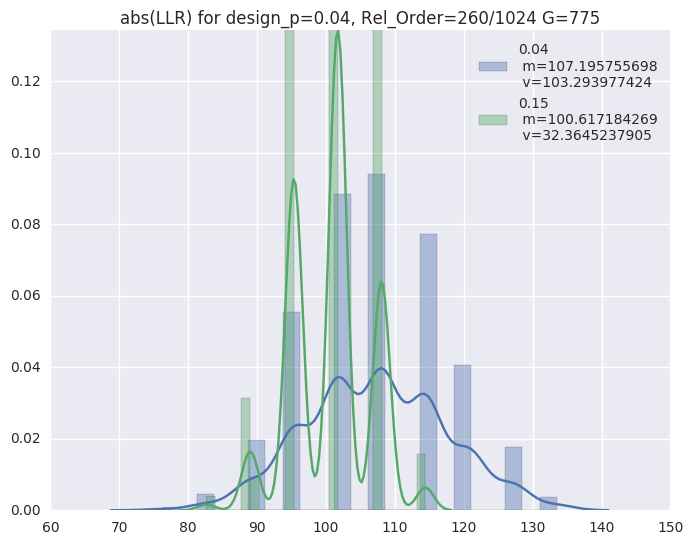 abs(LLR) for design_p=0.04, Rel_Order=260/1024 G=775
0.04
m=107.195755698
v=103.293977424
0.15
m=100.617184269
v=32.3645237905
0.12
0.10
0.08
0.06
0.04
0.02
0.00
60 70 80 90 100 110 120 130 140 150